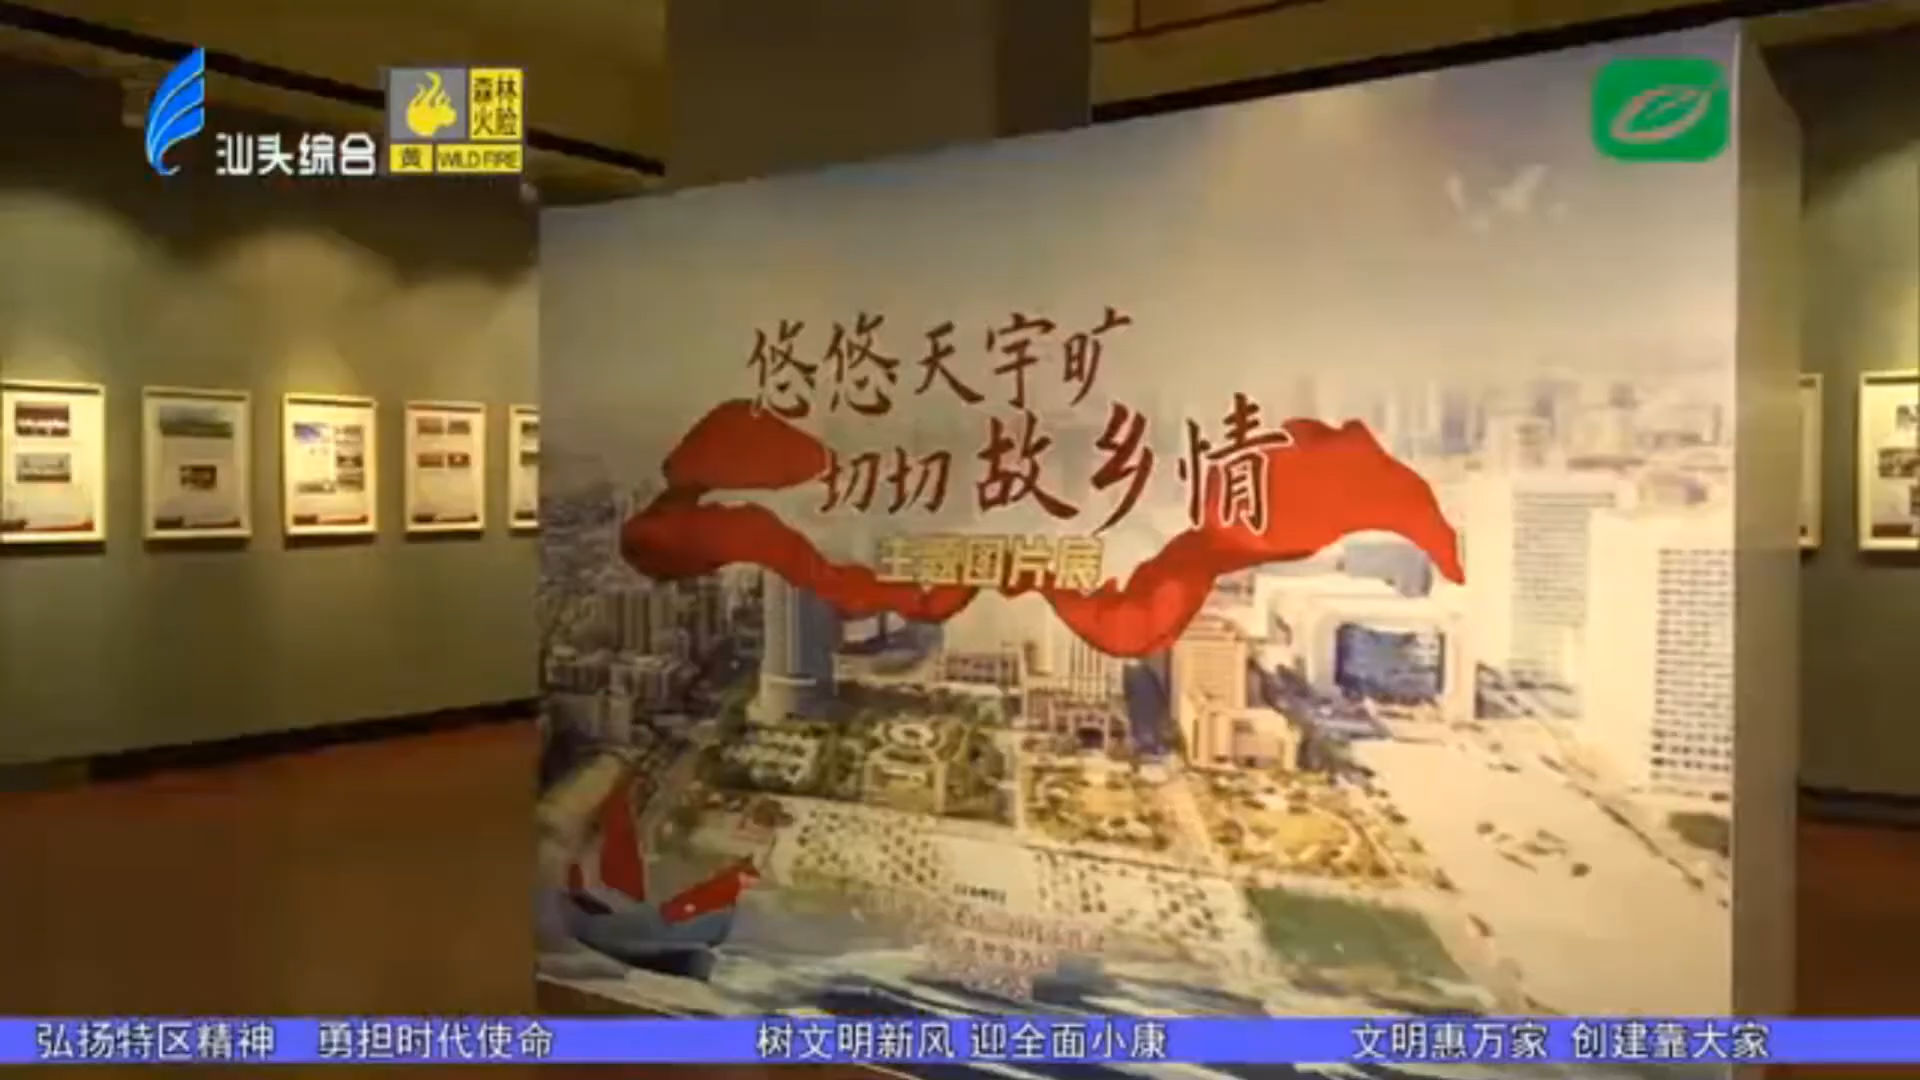 汕头综合
森林
火险
黄 WILD FIRE
悠悠天宇旷
切切故乡情
主题图片展
弘扬特区精神 勇担时代使命 树文明新风 迎全面小康 文明惠万家 创建靠大家